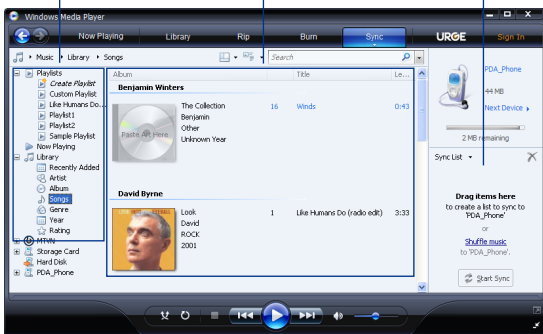 Windows Media Player
Now Playing Library Rip Burn Sync URGE Sign In
Music Library Songs Search
Playlists
Create Playlist
Custom Playlist
Like Humans Do...
Playlist1
Playlist2
Sample Playlist
Now Playing
Library
Recently Added
Artist
Album
Songs
Genre
Year
Rating
MTVN
Storage Card
Hard Disk
PDA_Phone
Album Title Le...
Benjamin Winters
Paste Art Here
The Collection 16 Winds 0:43
Benjamin
Other
Unknown Year
David Byrne
Look 1 Like Humans Do (radio edit) 3:33
David
ROCK
2001
PDA_Phone
44 MB
Next Device
2 MB remaining
Sync List
Drag items here
to create a list to sync to
'PDA_Phone'
or
Shuffle music
to 'PDA_Phone'.
Start Sync